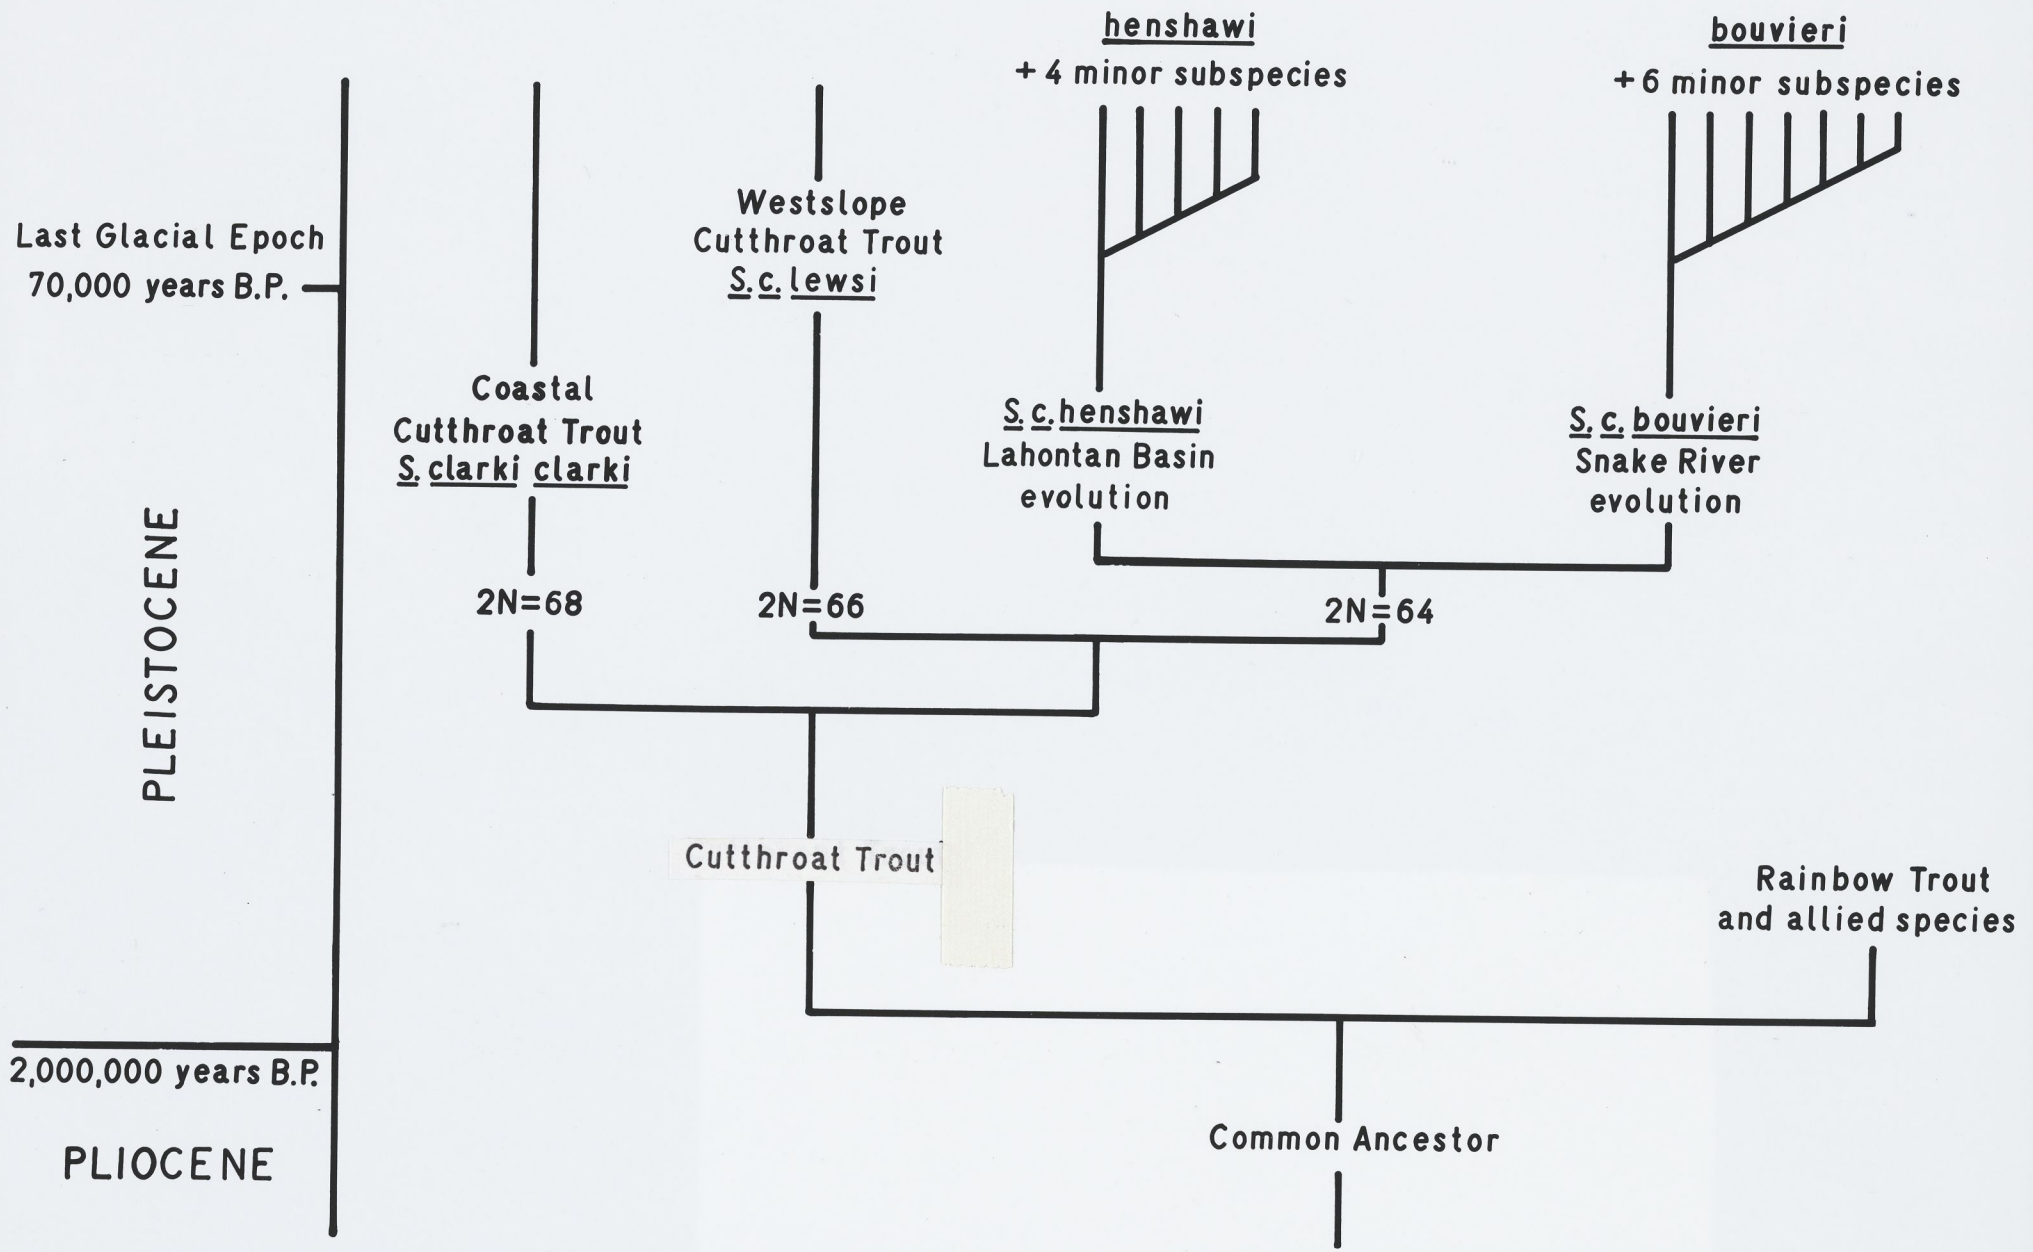 henshawi
+ 4 minor subspecies
bouvieri
+ 6 minor subspecies
Westslope
Cutthroat Trout
S. c. lewsi
Last Glacial Epoch
70,000 years B.P.
Coastal
Cutthroat Trout
S. clarki clarki
S. c. henshawi
Lahontan Basin
evolution
S. c. bouvieri
Snake River
evolution
2N=68
2N=66
2N=64
PLEISTOCENE
Cutthroat Trout
Rainbow Trout
and allied species
2,000,000 years B.P.
Common Ancestor
PLIOCENE